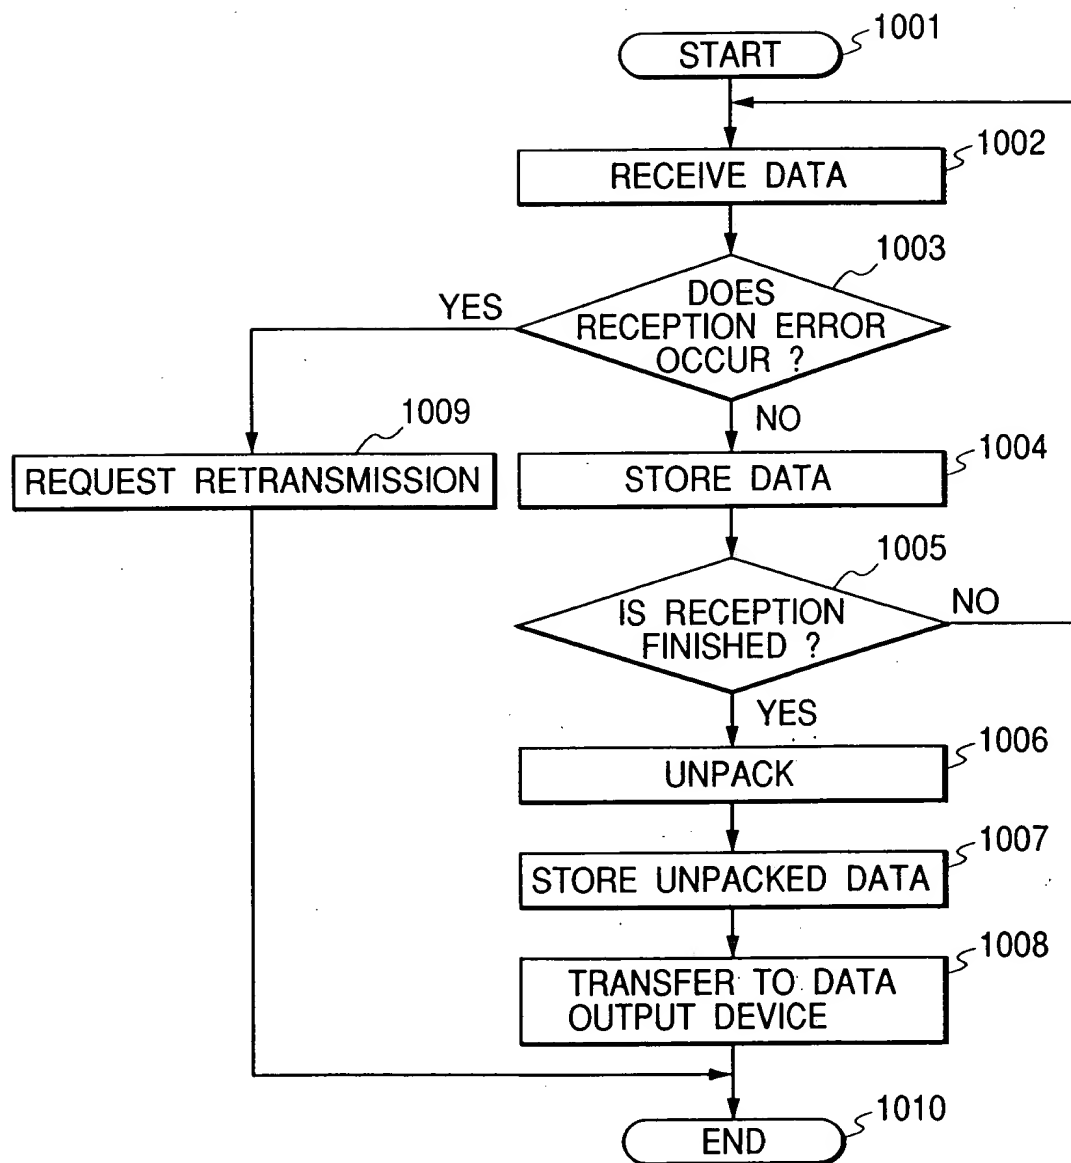 1001
START
1002
RECEIVE DATA
1003
DOES
RECEPTION ERROR
OCCUR ?
YES
NO
1009
REQUEST RETRANSMISSION
1004
STORE DATA
1005
IS RECEPTION
FINISHED ?
NO
YES
1006
UNPACK
1007
STORE UNPACKED DATA
1008
TRANSFER TO DATA
OUTPUT DEVICE
1010
END